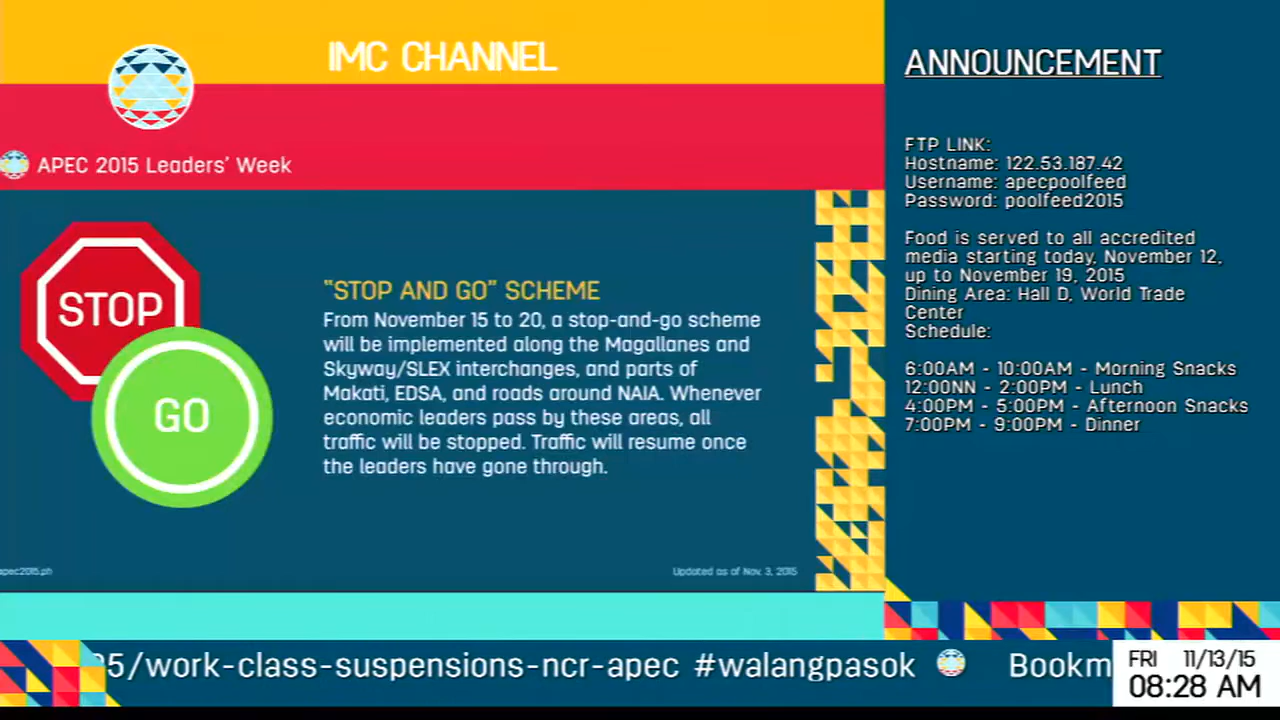 IMC CHANNEL
APEC 2015 Leaders' Week
STOP
GO
"STOP AND GO" SCHEME
From November 15 to 20, a stop-and-go scheme
will be implemented along the Magallanes and
Skyway/SLEX interchanges, and parts of
Makati, EDSA, and roads around NAIA. Whenever
economic leaders pass by these areas, all
traffic will be stopped. Traffic will resume once
the leaders have gone through.
apec2015.ph
Updated as of Nov. 3, 2015
ANNOUNCEMENT
FTP LINK:
Hostname: 122.53.187.42
Username: apecpoolfeed
Password: poolfeed2015
Food is served to all accredited
media starting today, November 12,
up to November 19, 2015
Dining Area: Hall D, World Trade
Center
Schedule:
6:00AM - 10:00AM - Morning Snacks
12:00NN - 2:00PM - Lunch
4:00PM - 5:00PM - Afternoon Snacks
7:00PM - 9:00PM - Dinner
5/work-class-suspensions-ncr-apec #walangpasok Bookm
FRI 11/13/15
08:28 AM